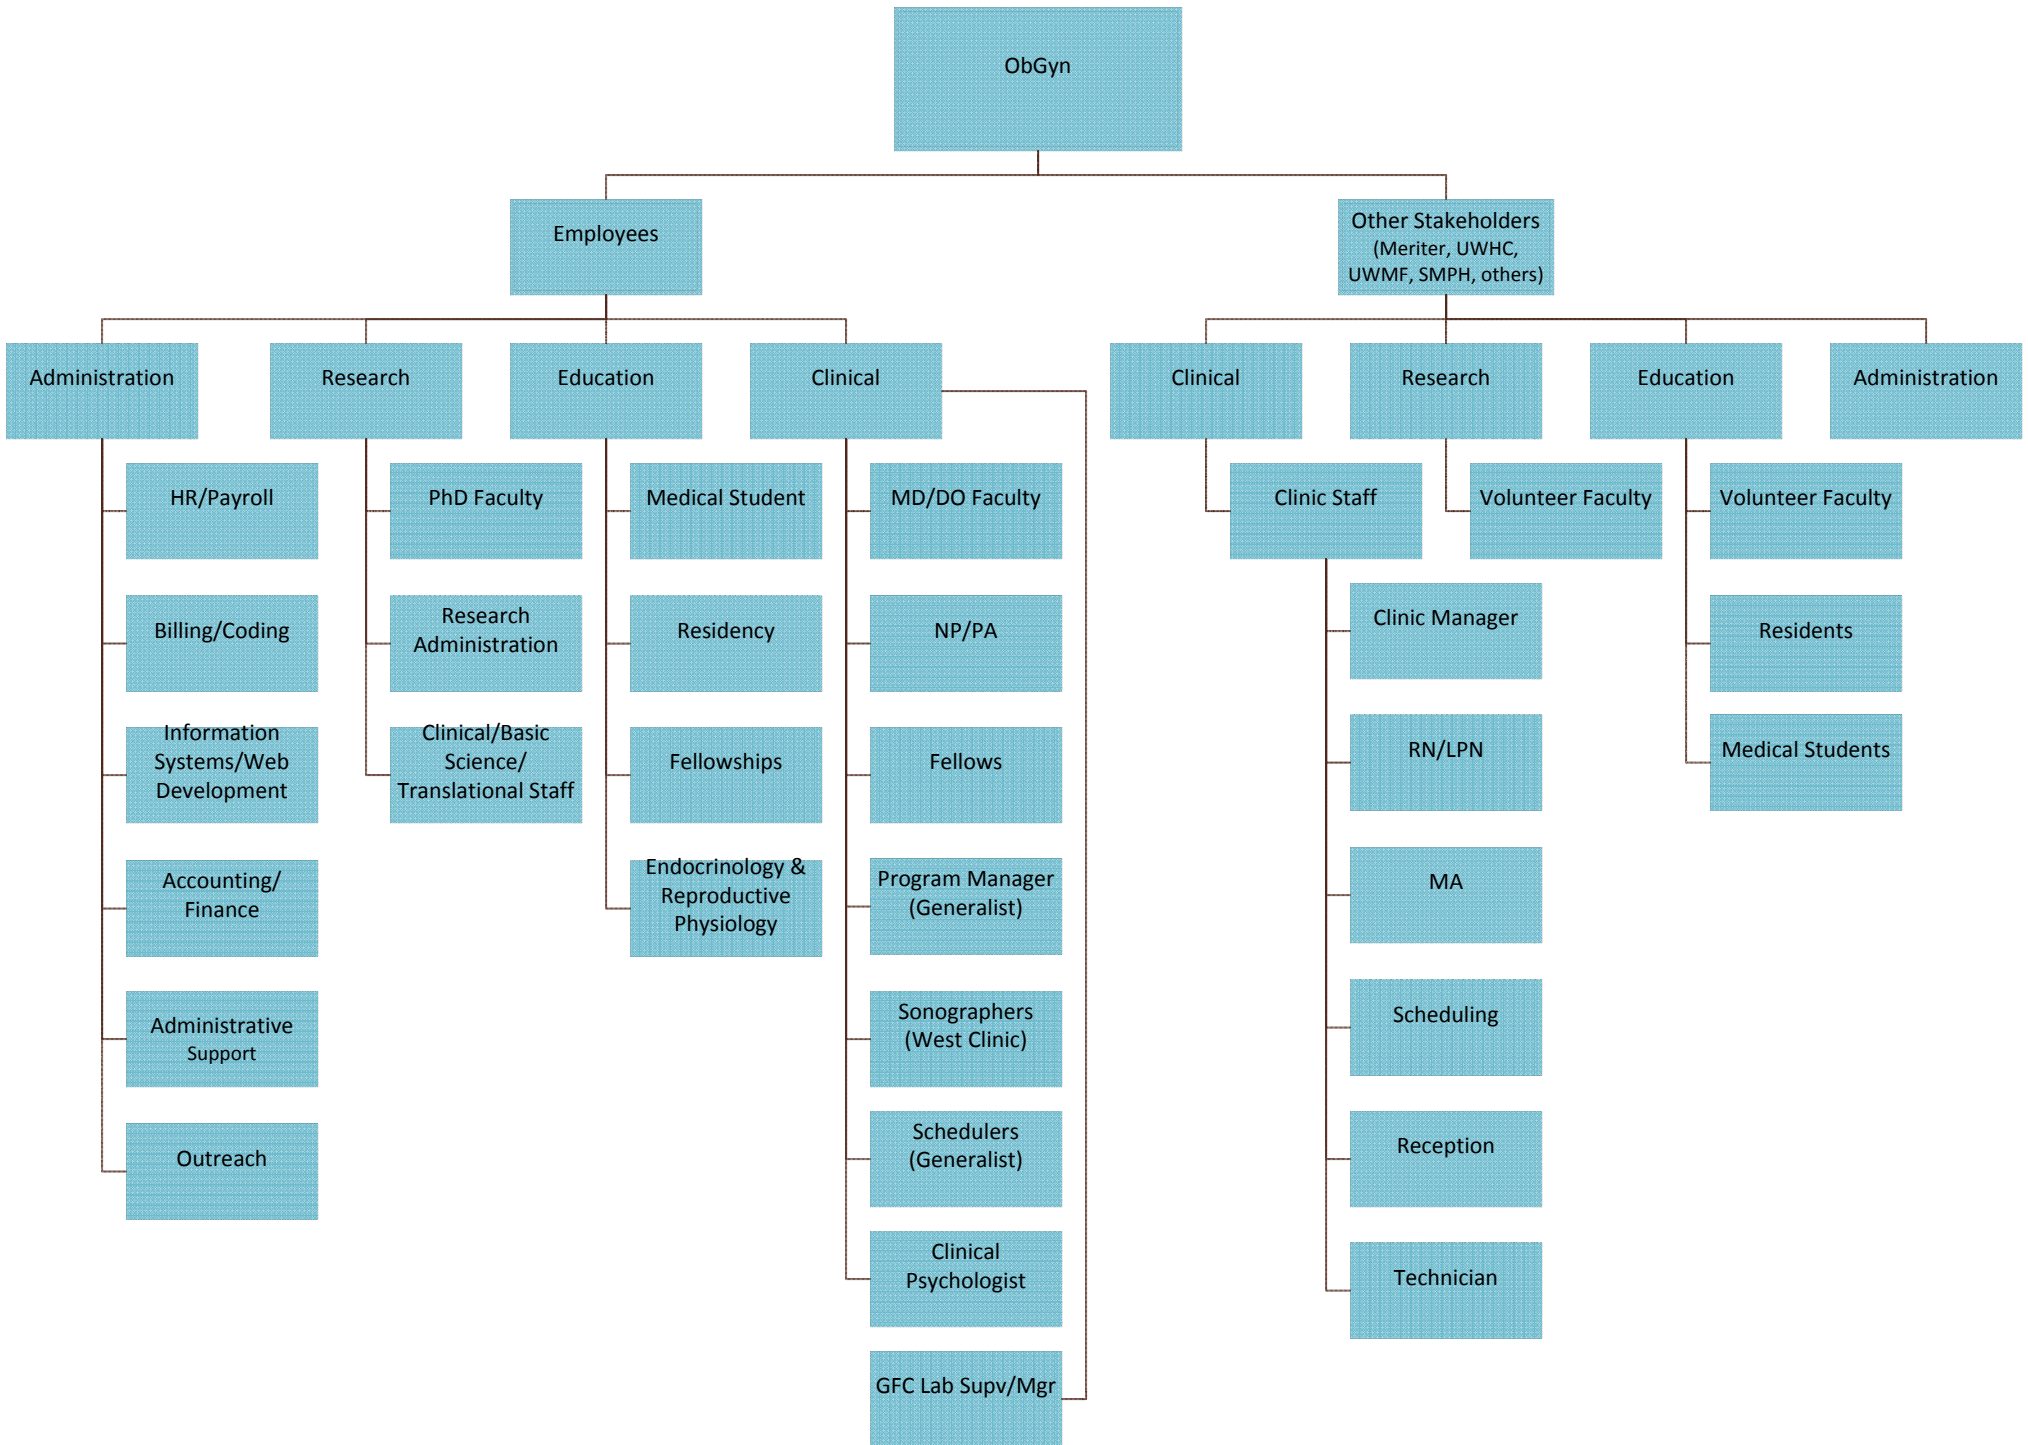 ObGyn
Employees
Other Stakeholders
(Meriter, UWHC,
UWMF, SMPH, others)
Administration
Research
Education
Clinical
Clinical
Research
Education
Administration
HR/Payroll
Billing/Coding
Information
Systems/Web
Development
Accounting/
Finance
Administrative
Support
Outreach
PhD Faculty
Research
Administration
Clinical/Basic
Science/
Translational Staff
Medical Student
Residency
Fellowships
Endocrinology &
Reproductive
Physiology
MD/DO Faculty
NP/PA
Fellows
Program Manager
(Generalist)
Sonographers
(West Clinic)
Schedulers
(Generalist)
Clinical
Psychologist
GFC Lab Supv/Mgr
Clinic Staff
Clinic Manager
RN/LPN
MA
Scheduling
Reception
Technician
Volunteer Faculty
Volunteer Faculty
Residents
Medical Students